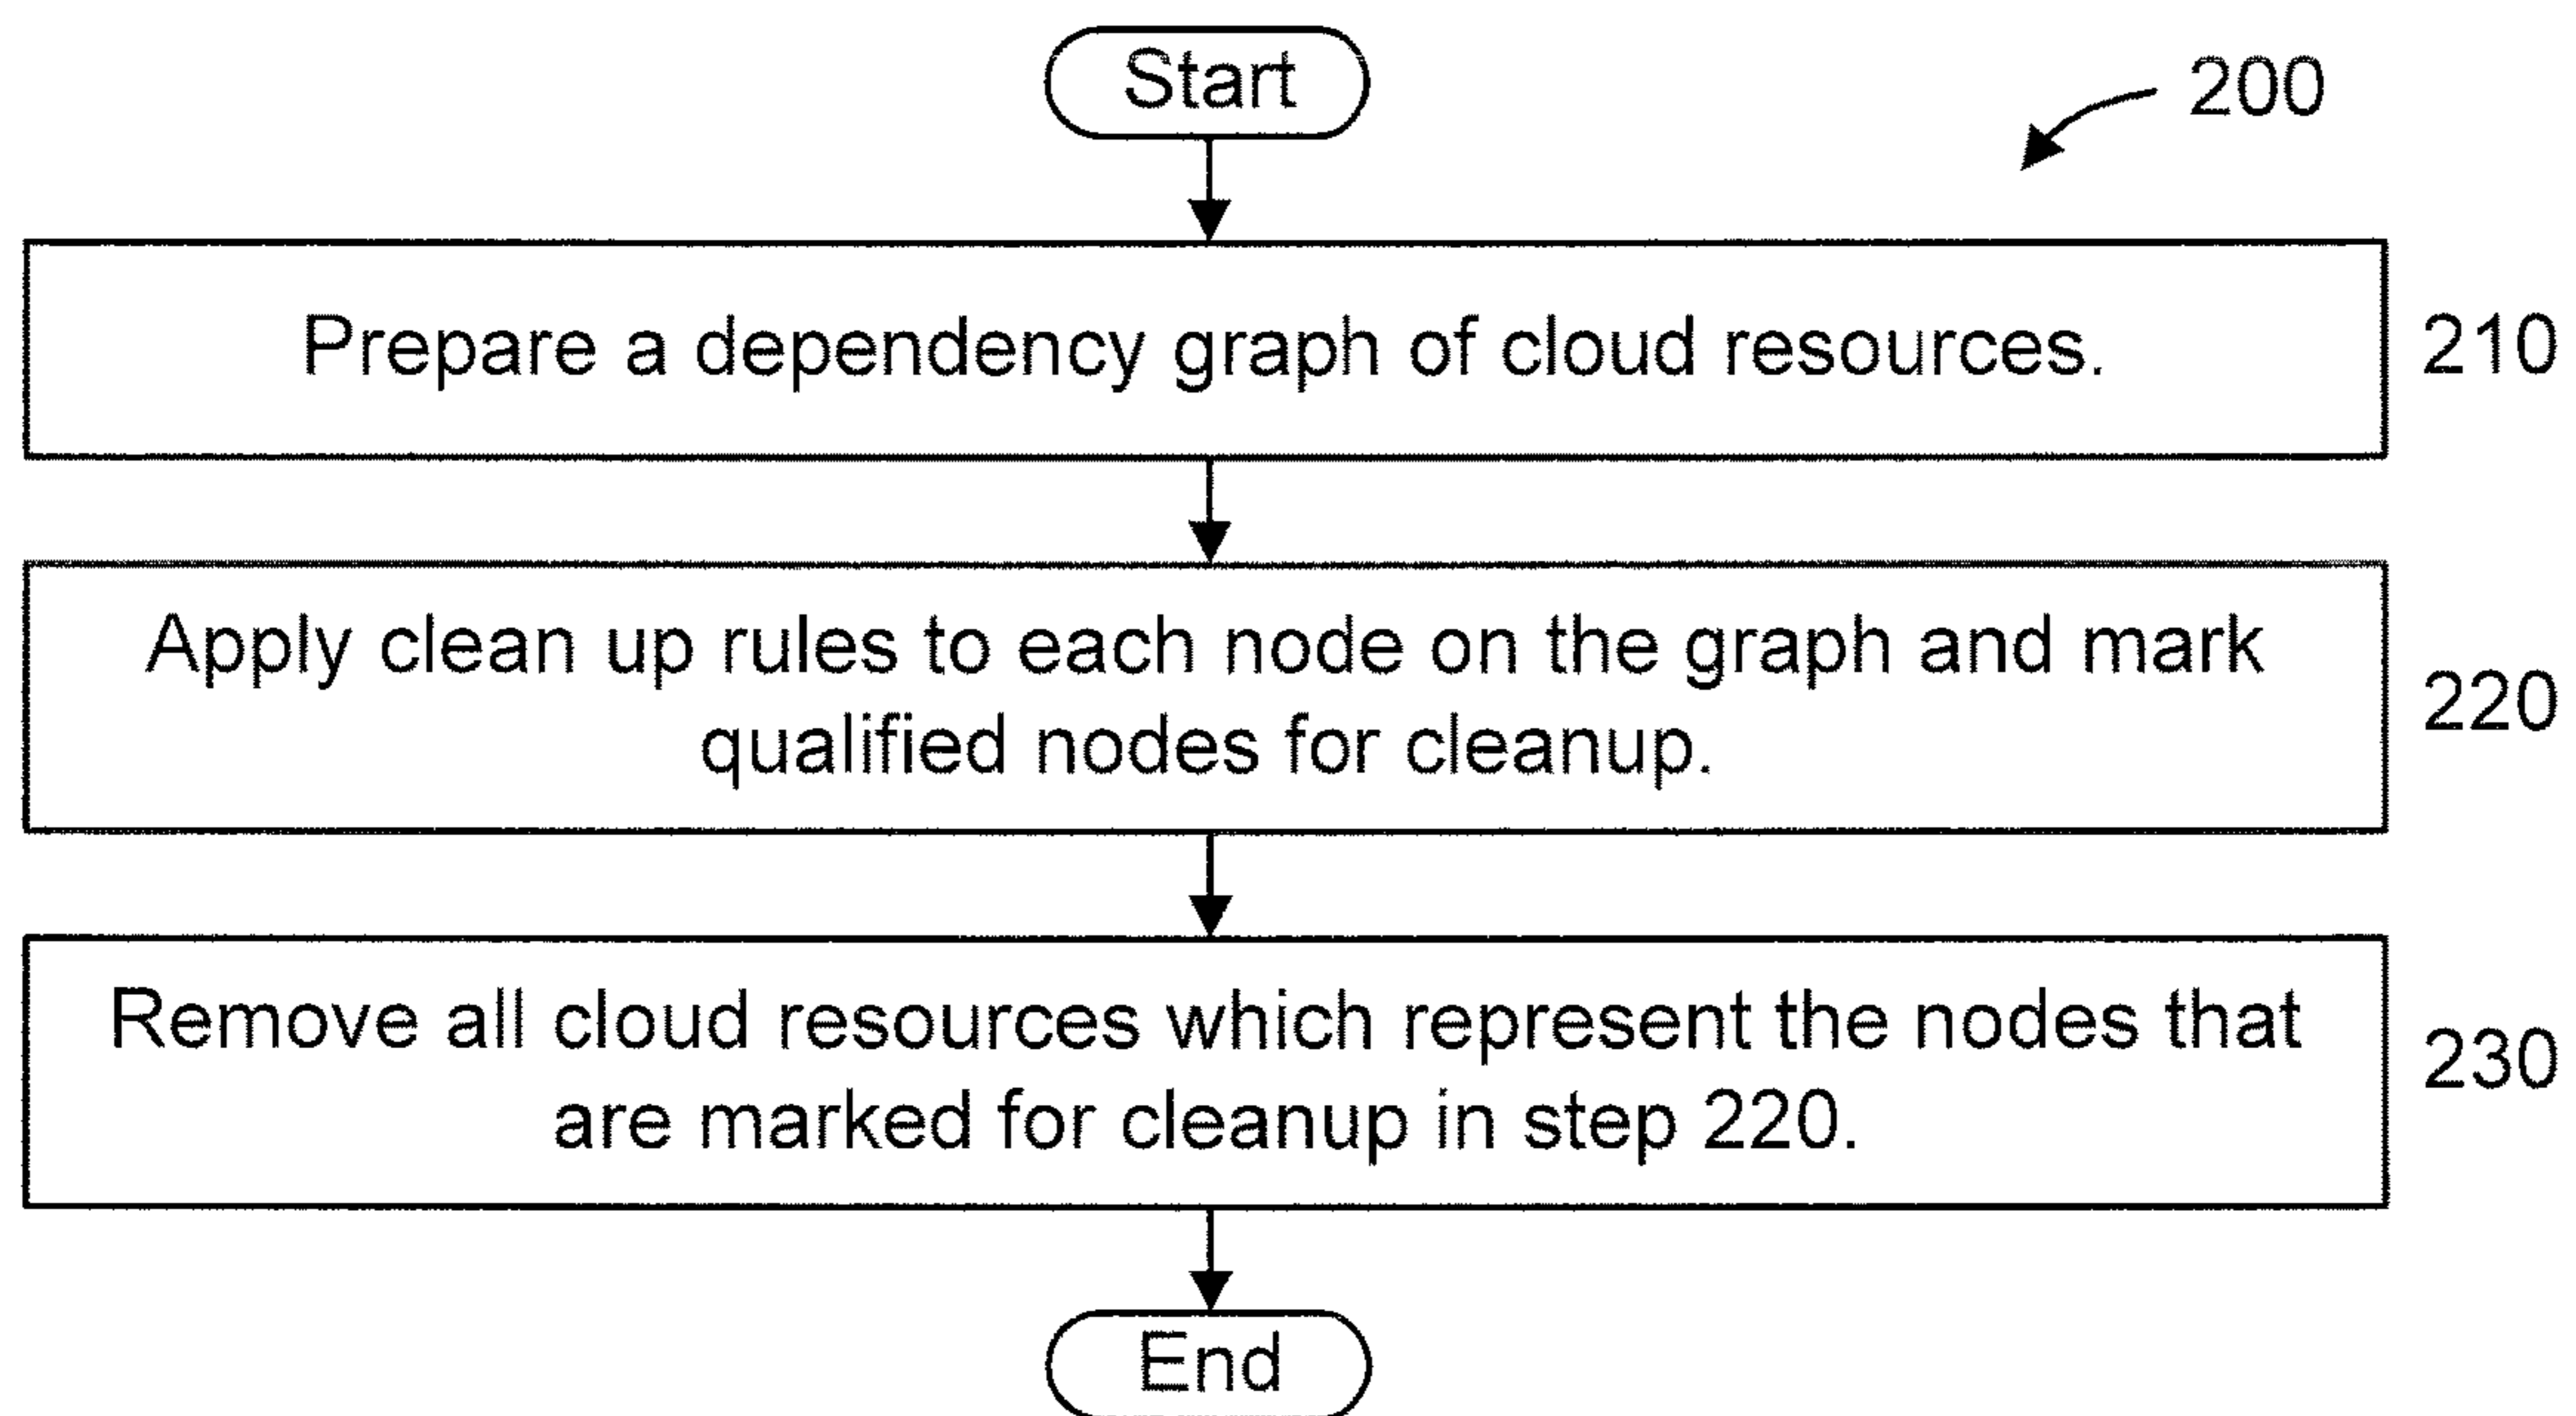 Start
200
Prepare a dependency graph of cloud resources.
210
Apply clean up rules to each node on the graph and mark
qualified nodes for cleanup.
220
Remove all cloud resources which represent the nodes that
are marked for cleanup in step 220.
230
End